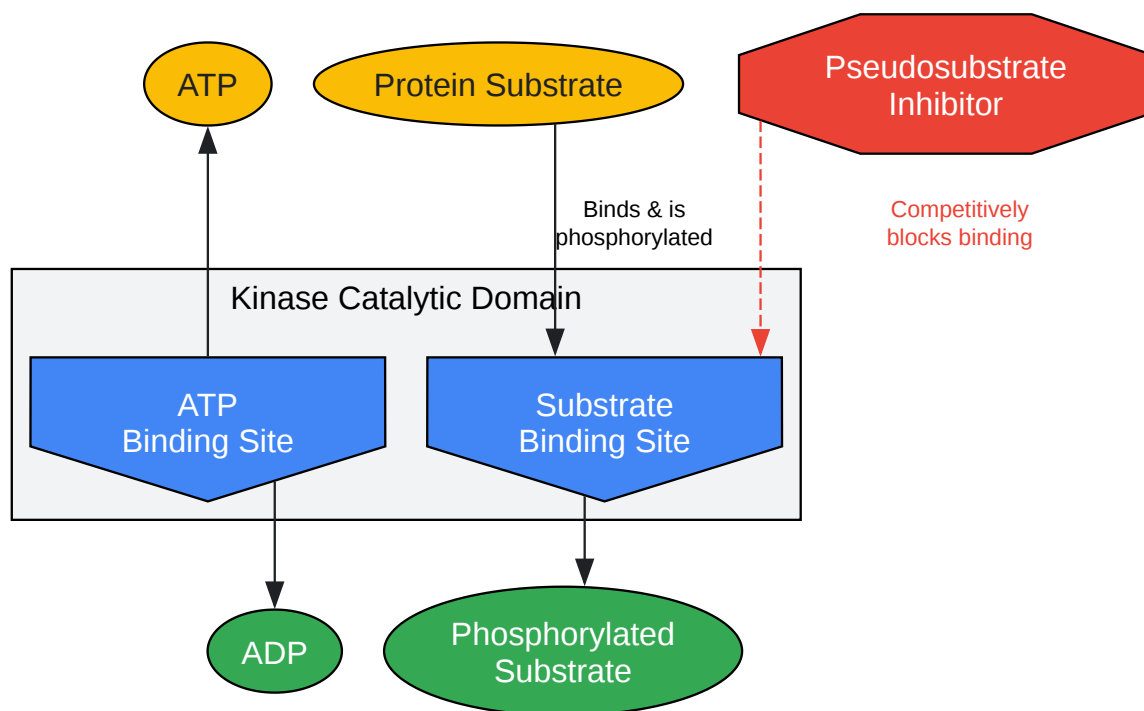 ATP
Protein Substrate
Pseudosubstrate
Inhibitor
Binds & is
phosphorylated
Competitively
blocks binding
Kinase Catalytic Domain
ATP
Binding Site
Substrate
Binding Site
ADP
Phosphorylated
Substrate